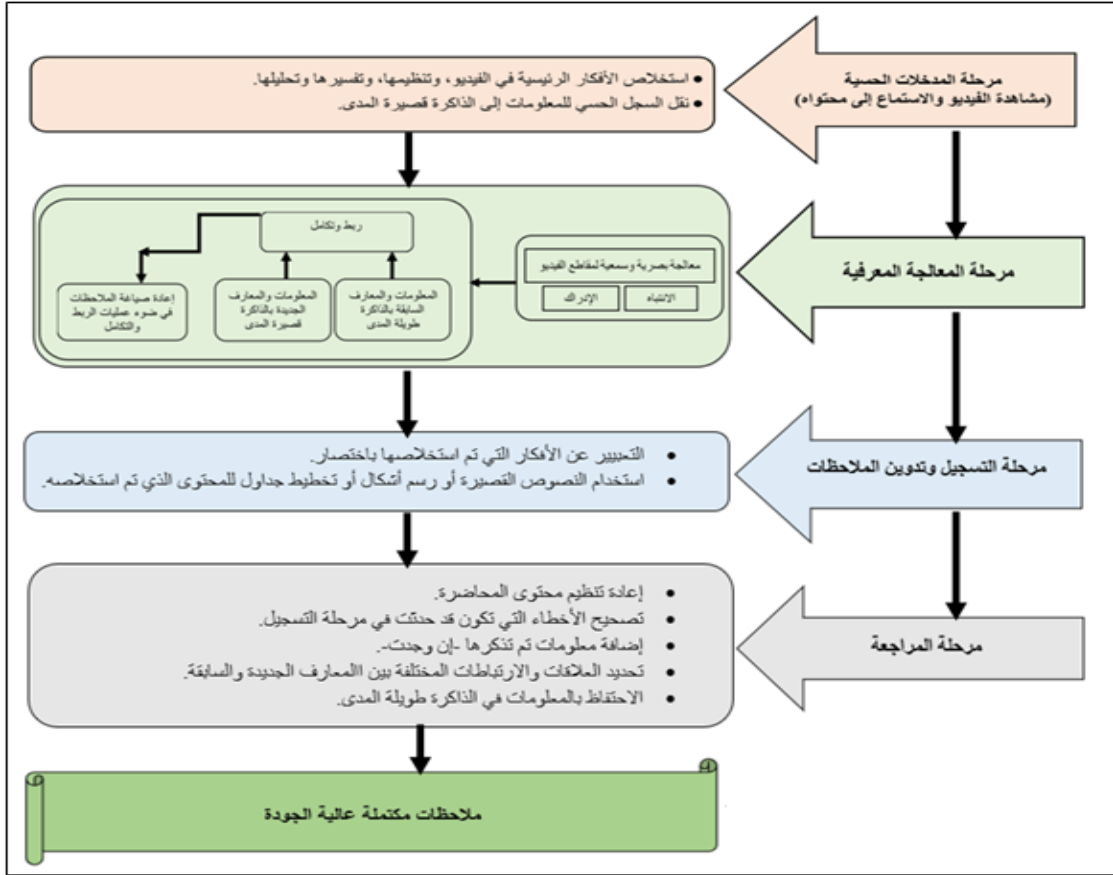 مرحلة المدخلات الحسية
(مشاهدة الفيديو والاستماع إلى محتواه)
• استخلاص الأفكار الرئيسية في الفيديو، وتنظيمها، وتفسيرها وتحليلها.
• نقل السجل الحسي للمعلومات إلى الذاكرة قصيرة المدى.
مرحلة المعالجة المعرفية
معالجة بصرية وسمعية لمقاطع الفيديو
الانتباه
الإدراك
ربط وتكامل
المعلومات والمعارف
السابقة بالذاكرة
طويلة المدى
المعلومات والمعارف
الجديدة بالذاكرة
قصيرة المدى
إعادة صياغة الملاحظات
في ضوء عمليات الربط
والتكامل
مرحلة التسجيل وتدوين الملاحظات
• التعبيير عن الأفكار التي تم استخلاصها باختصار.
• استخدام النصوص القصيرة أو رسم أشكال أو تخطيط جداول للمحتوى الذي تم استخلاصه.
مرحلة المراجعة
• إعادة تنظيم محتوى المحاضرة.
• تصحيح الأخطاء التي تكون قد حدثت في مرحلة التسجيل.
• إضافة معلومات تم تذكرها -إن وجدت-.
• تحديد العلاقات والارتباطات المختلفة بين االمعارف الجديدة والسابقة.
• الاحتفاظ بالمعلومات في الذاكرة طويلة المدى.
ملاحظات مكتملة عالية الجودة